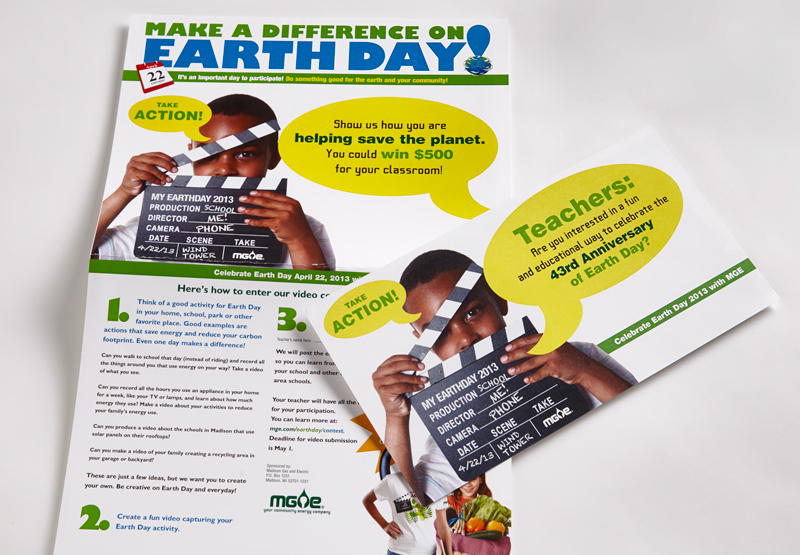 MAKE A DIFFERENCE ON
EARTH DAY!
22
It's an important day to participate! Do something good for the earth and your community!
TAKE
ACTION!
Show us how you are
helping save the planet.
You could win $500
for your classroom!
MY EARTHDAY 2013
PRODUCTION SCHOOL
DIRECTOR ME!
CAMERA PHONE
DATE SCENE TAKE
4/22/13 WIND TOWER mge
Celebrate Earth Day April 22, 2013 with
Here's how to enter our video
1.
Think of a good activity for Earth Day
in your home, school, park or other
favorite place. Good examples are
actions that save energy and reduce your carbon
footprint. Even one day makes a difference!
Can you walk to school that day (instead of riding) and record all
the things around you that use energy on your way? Take a video
of what you see.
Can you record all the hours you use an appliance in your home
for a week, like your TV or lamps, and learn about how much
energy they use? Make a video about your activities to reduce
your family's energy use.
Can you produce a video about the schools in Madison that use
solar panels on their rooftops?
Can you make a video of your family creating a recycling area in
your garage or backyard?
These are just a few ideas, but we want you to create
your own. Be creative on Earth Day and everyday!
2.
Create a fun video capturing your
Earth Day activity.
3.
Teacher's name here
We will post the
so you can learn
your school and other
area schools.
Your teacher will have all the
for your participation.
You can learn more:
mge.com/earthday/contest.
Deadline for video submission
is May 1.
Sponsored by:
Madison Gas and Electric
P.O. Box 1231
Madison, WI 53701-1231
mge
your community energy company
Teachers:
Are you interested in a fun
and educational way to celebrate the
43rd Anniversary
of Earth Day?
TAKE
ACTION!
MY EARTHDAY 2013
PRODUCTION SCHOOL
DIRECTOR ME!
CAMERA PHONE
DATE SCENE TAKE
4/22/13 WIND TOWER mge
Celebrate Earth Day 2013 with MGE